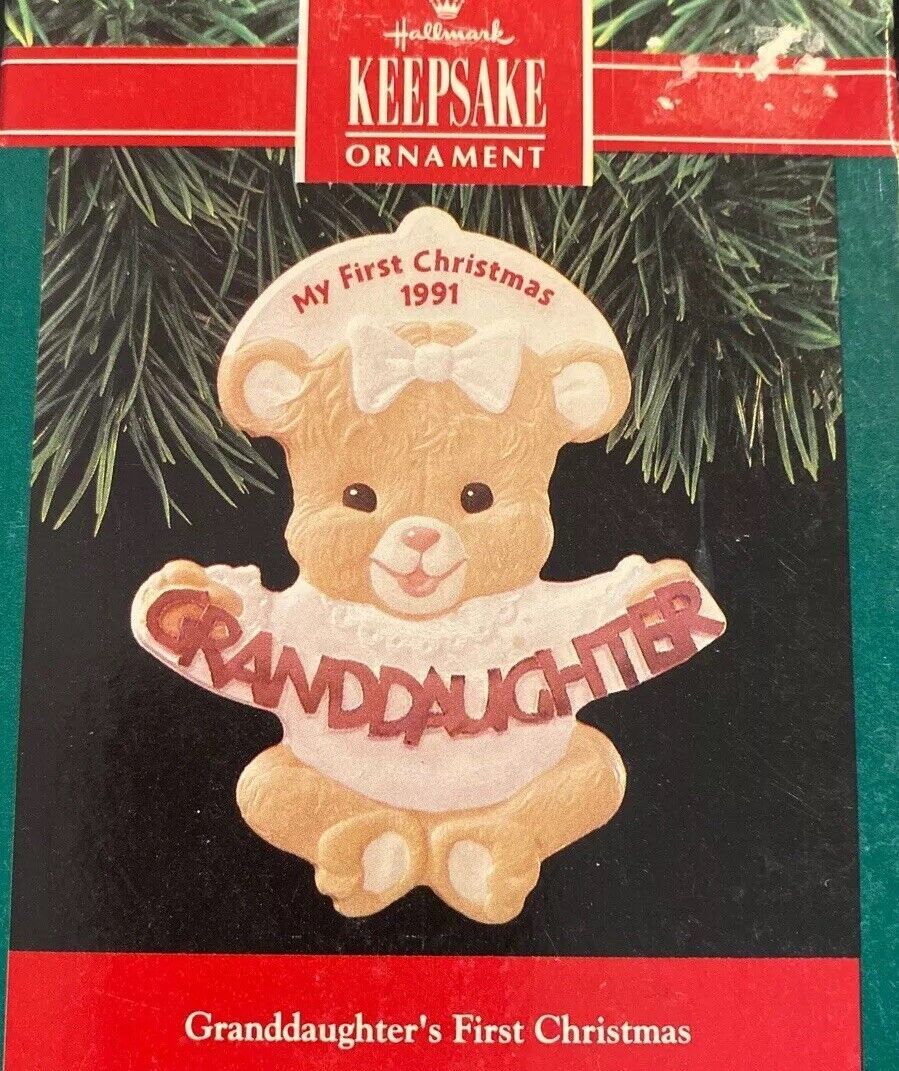 Hallmark
KEEPSAKE
ORNAMENT
My First Christmas
1991
GRANDDAUGHTER
Granddaughter's First Christmas